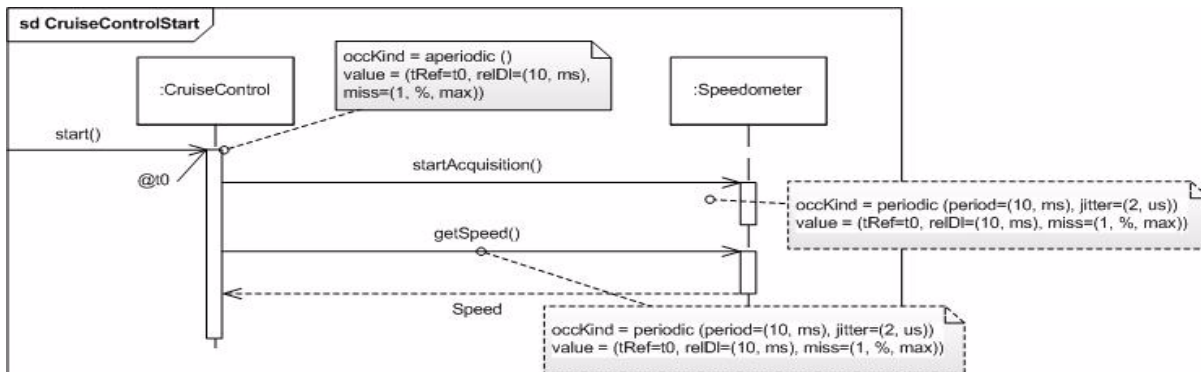 sd CruiseControlStart
occKind = aperiodic ()
value = (tRef=t0, relDl=(10, ms),
miss=(1, %, max))
:CruiseControl
:Speedometer
start()
@t0
startAcquisition()
occKind = periodic (period=(10, ms), jitter=(2, us))
value = (tRef=t0, relDl=(10, ms), miss=(1, %, max))
getSpeed()
Speed
occKind = periodic (period=(10, ms), jitter=(2, us))
value = (tRef=t0, relDl=(10, ms), miss=(1, %, max))